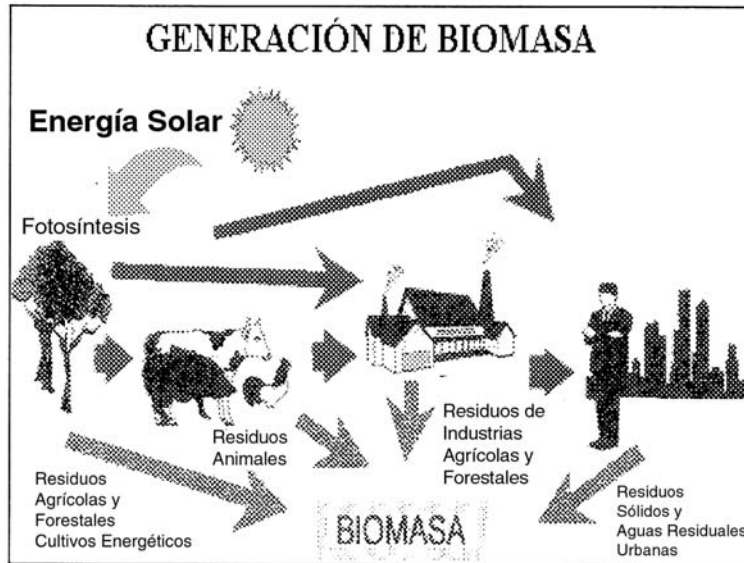 GENERACIÓN DE BIOMASA
Energía Solar
Fotosíntesis
Residuos
Animales
Residuos de
Industrias
Agrícolas y
Forestales
Residuos
Agrícolas y
Forestales
Cultivos Energéticos
BIOMASA
Residuos
Sólidos y
Aguas Residuales
Urbanas